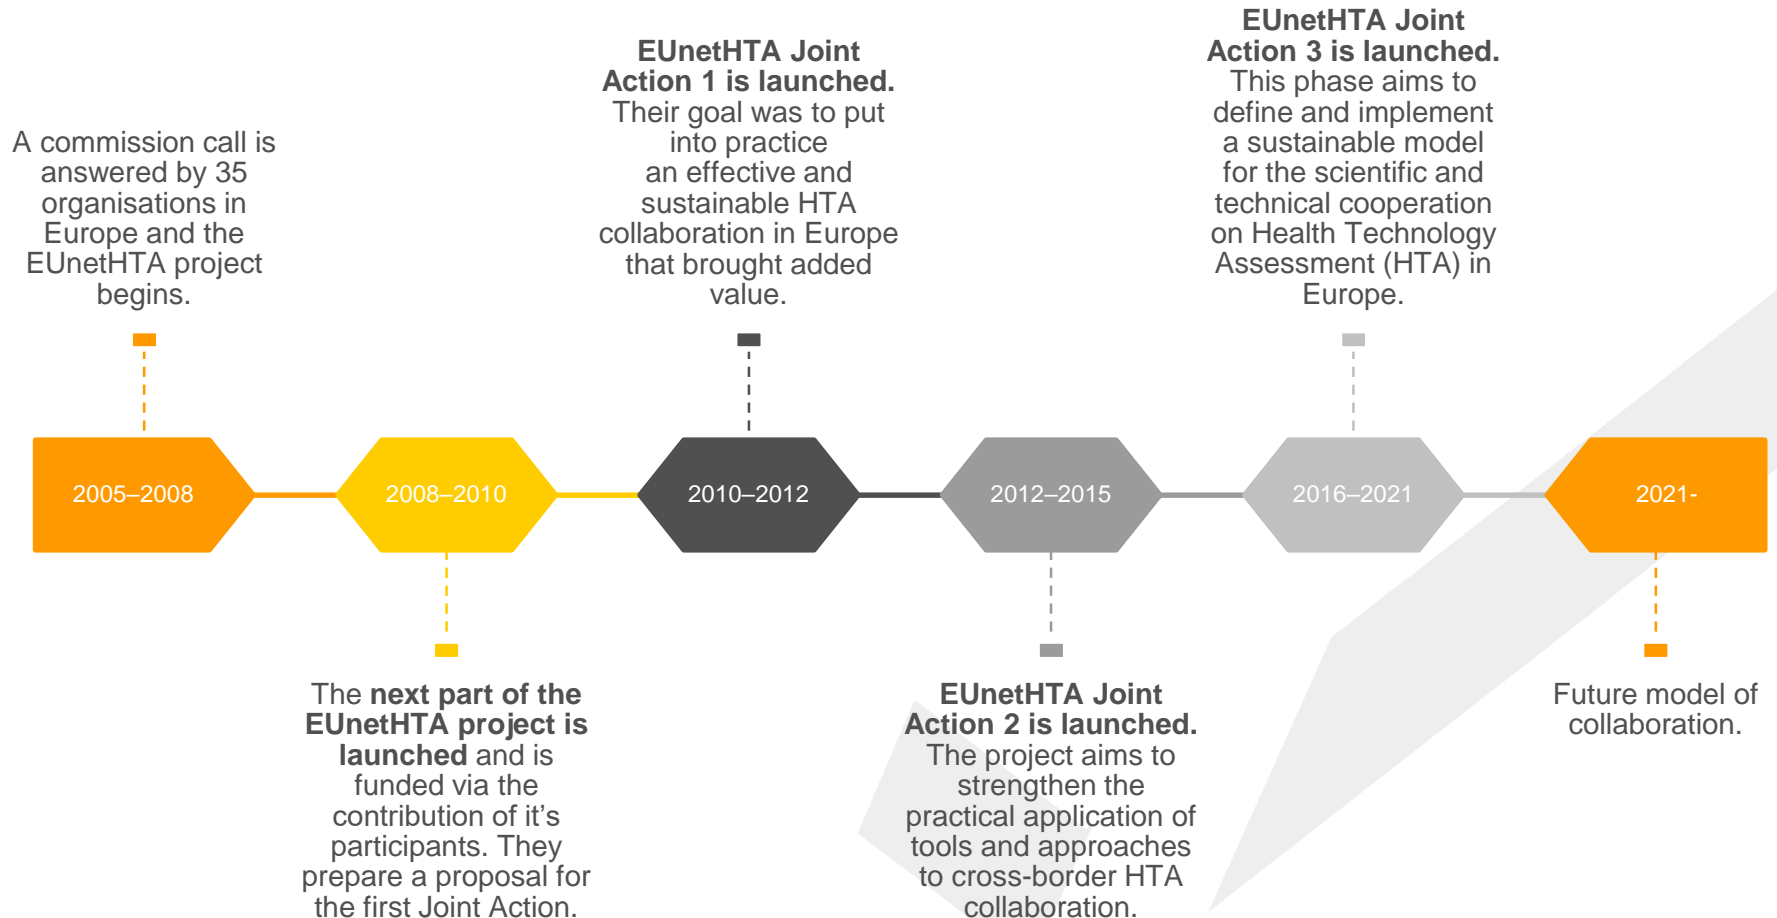 A commission call is
answered by 35
organisations in
Europe and the
EUnetHTA project
begins.
EUnetHTA Joint
Action 1 is launched.
Their goal was to put
into practice
an effective and
sustainable HTA
collaboration in Europe
that brought added
value.
EUnetHTA Joint
Action 3 is launched.
This phase aims to
define and implement
a sustainable model
for the scientific and
technical cooperation
on Health Technology
Assessment (HTA) in
Europe.
2005–2008
2008–2010
2010–2012
2012–2015
2016–2021
2021-
The next part of the
EUnetHTA project is
launched and is
funded via the
contribution of it’s
participants. They
prepare a proposal for
the first Joint Action.
EUnetHTA Joint
Action 2 is launched.
The project aims to
strengthen the
practical application of
tools and approaches
to cross-border HTA
collaboration.
Future model of
collaboration.